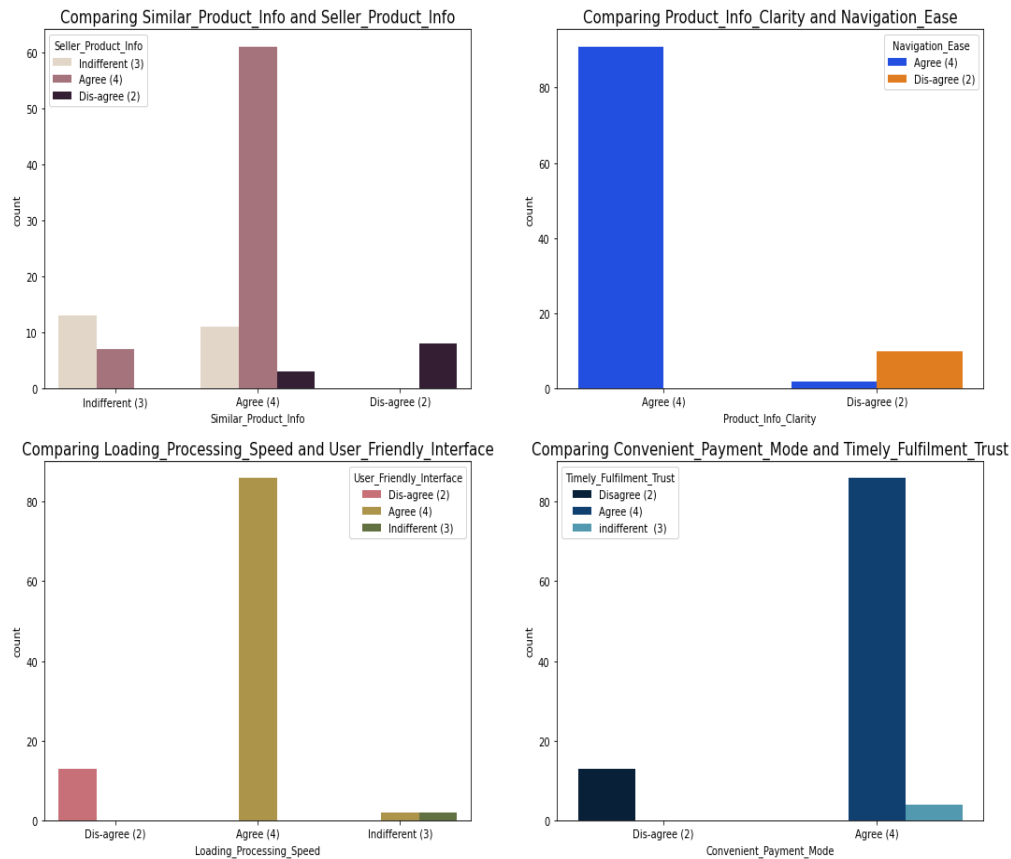 Comparing Similar_Product_Info and Seller_Product_Info
Seller_Product_Info
Indifferent (3)
Agree (4)
Dis-agree (2)
60
50
40
30
20
10
0
count
Indifferent (3)
Agree (4)
Dis-agree (2)
Similar_Product_Info
Comparing Product_Info_Clarity and Navigation_Ease
Navigation_Ease
Agree (4)
Dis-agree (2)
80
60
40
20
0
count
Agree (4)
Dis-agree (2)
Product_Info_Clarity
Comparing Loading_Processing_Speed and User_Friendly_Interface
User_Friendly_Interface
Dis-agree (2)
Agree (4)
Indifferent (3)
80
60
40
20
0
count
Dis-agree (2)
Agree (4)
Indifferent (3)
Loading_Processing_Speed
Comparing Convenient_Payment_Mode and Timely_Fulfilment_Trust
Timely_Fulfilment_Trust
Disagree (2)
Agree (4)
indifferent  (3)
80
60
40
20
0
count
Dis-agree (2)
Agree (4)
Convenient_Payment_Mode